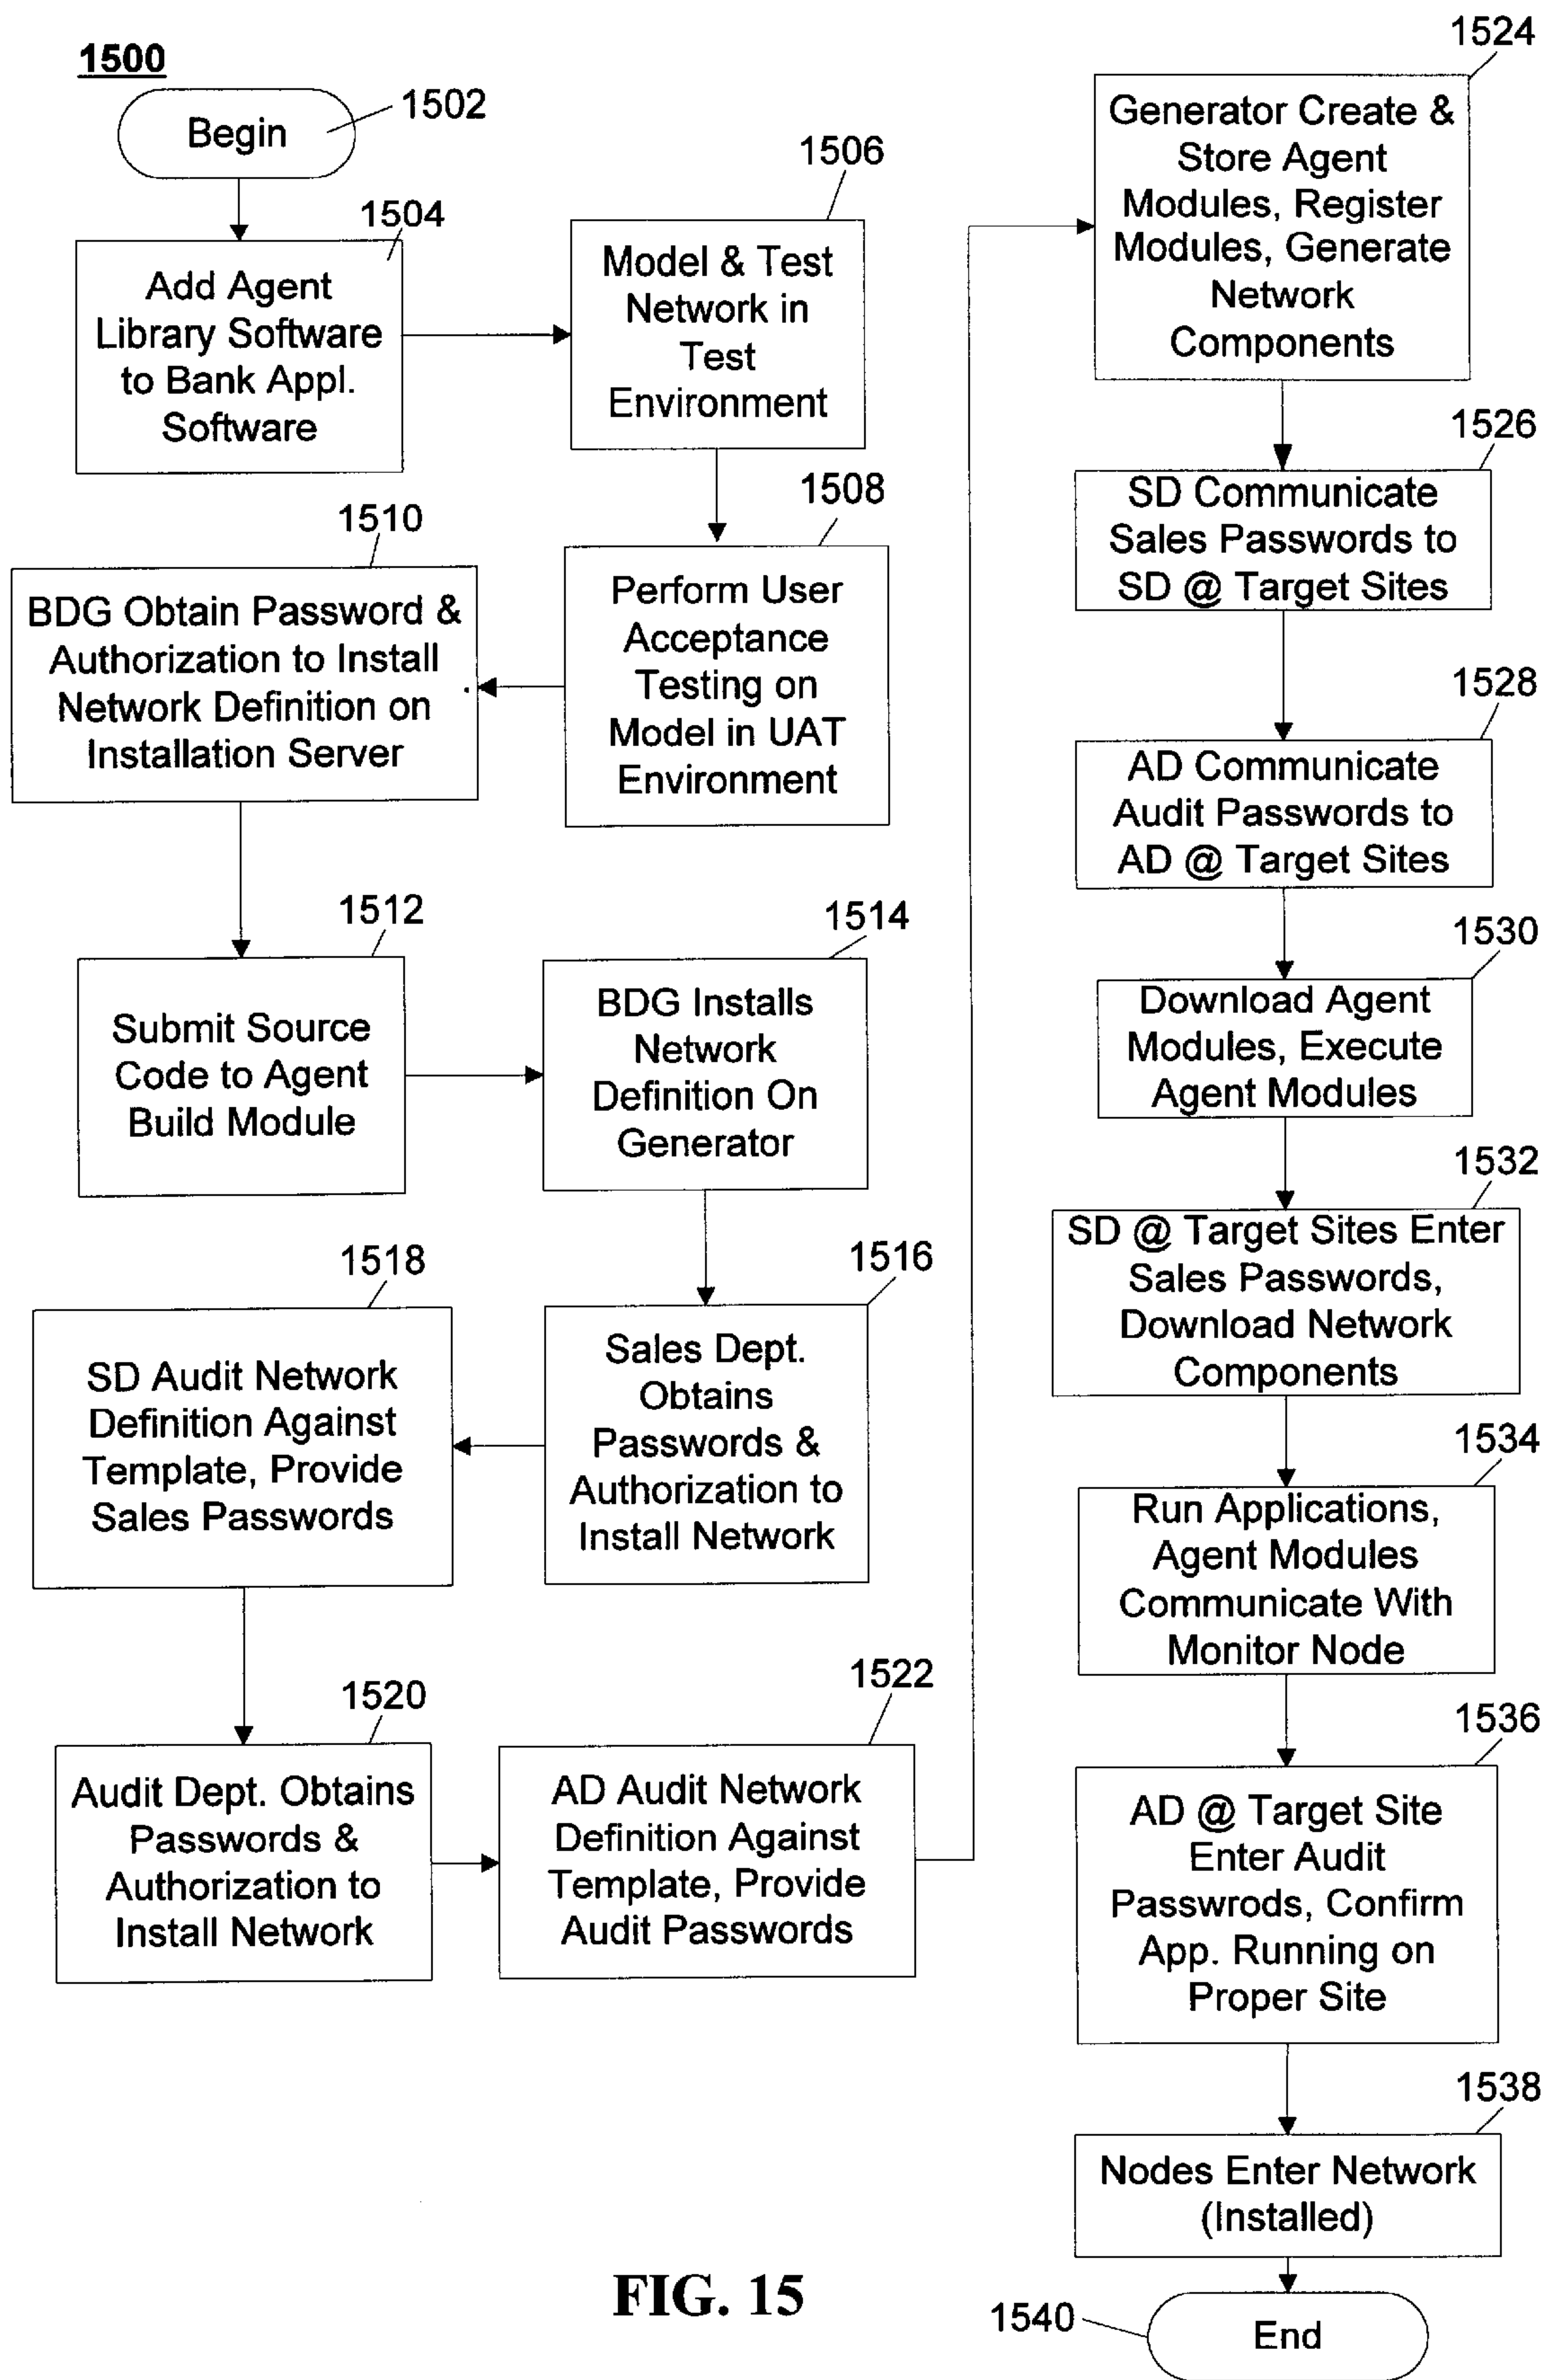 1500
Begin
1502
1504
Add Agent
Library Software
to Bank Appl.
Software
1506
Model & Test
Network in
Test
Environment
1508
Perform User
Acceptance
Testing on
Model in UAT
Environment
1510
BDG Obtain Password &
Authorization to Install
Network Definition on
Installation Server
1512
Submit Source
Code to Agent
Build Module
1514
BDG Installs
Network
Definition On
Generator
1516
Sales Dept.
Obtains
Passwords &
Authorization to
Install Network
1518
SD Audit Network
Definition Against
Template, Provide
Sales Passwords
1520
Audit Dept. Obtains
Passwords &
Authorization to
Install Network
1522
AD Audit Network
Definition Against
Template, Provide
Audit Passwords
1524
Generator Create &
Store Agent
Modules, Register
Modules, Generate
Network
Components
1526
SD Communicate
Sales Passwords to
SD @ Target Sites
1528
AD Communicate
Audit Passwords to
AD @ Target Sites
1530
Download Agent
Modules, Execute
Agent Modules
1532
SD @ Target Sites Enter
Sales Passwords,
Download Network
Components
1534
Run Applications,
Agent Modules
Communicate With
Monitor Node
1536
AD @ Target Site
Enter Audit
Passwrods, Confirm
App. Running on
Proper Site
1538
Nodes Enter Network
(Installed)
1540
End
FIG. 15